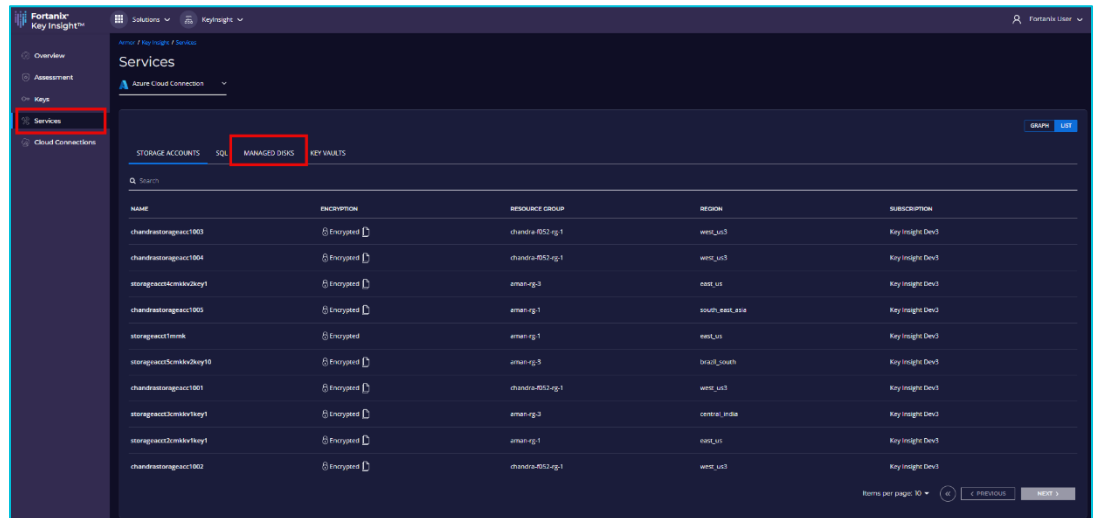 Fortanix®
Key Insight™
Solutions
KeyInsight
Fortanix User
Overview
Assessment
Keys
Services
Cloud Connections
Armor / Key Insight / Services
Services
Azure Cloud Connection
GRAPH LIST
STORAGE ACCOUNTS SQL MANAGED DISKS KEY VAULTS
Search
NAME ENCRYPTION RESOURCE GROUP REGION SUBSCRIPTION
chandrastorageacc1003 Encrypted chandra-f052-rg-1 west_us3 Key Insight Dev3
chandrastorageacc1004 Encrypted chandra-f052-rg-1 west_us3 Key Insight Dev3
storageacct4cmkkv2key1 Encrypted aman-rg-3 east_us Key Insight Dev3
chandrastorageacc1005 Encrypted aman-rg-1 south_east_asia Key Insight Dev3
storageacct1mmk Encrypted aman-rg-1 east_us Key Insight Dev3
storageacct5cmkkv2key10 Encrypted aman-rg-3 brazil_south Key Insight Dev3
chandrastorageacc1001 Encrypted chandra-f052-rg-1 west_us3 Key Insight Dev3
storageacct3cmkkv1key1 Encrypted aman-rg-3 central_india Key Insight Dev3
storageacct2cmkkv1key1 Encrypted aman-rg-1 east_us Key Insight Dev3
chandrastorageacc1002 Encrypted chandra-f052-rg-1 west_us3 Key Insight Dev3
Items per page: 10 « < PREVIOUS NEXT >